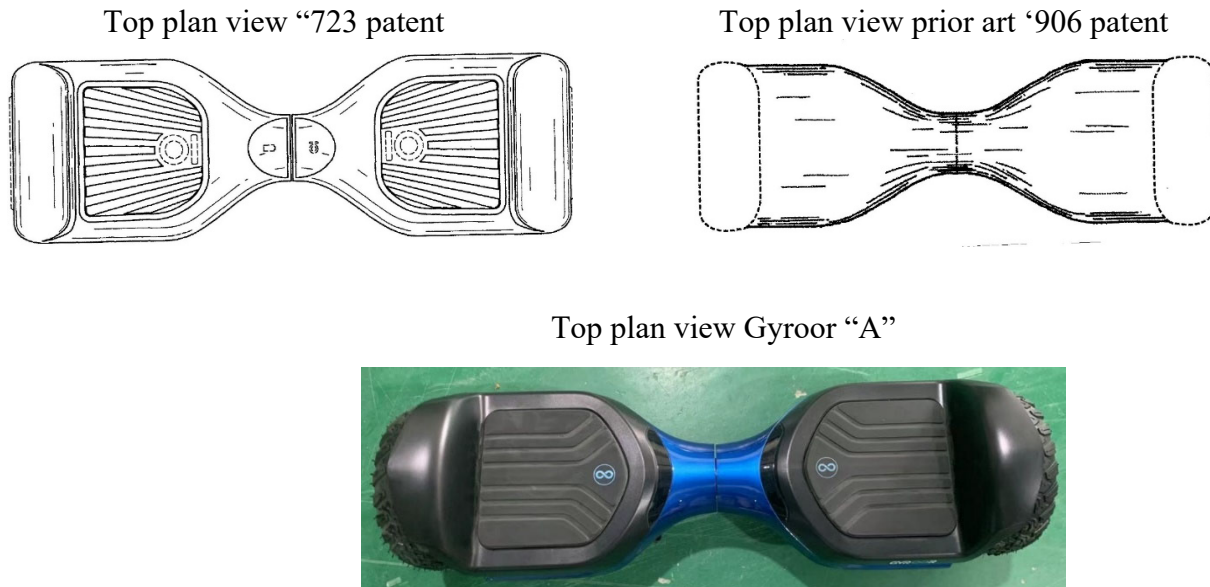 Top plan view “723 patent
Top plan view prior art ‘906 patent
Top plan view Gyroor “A”